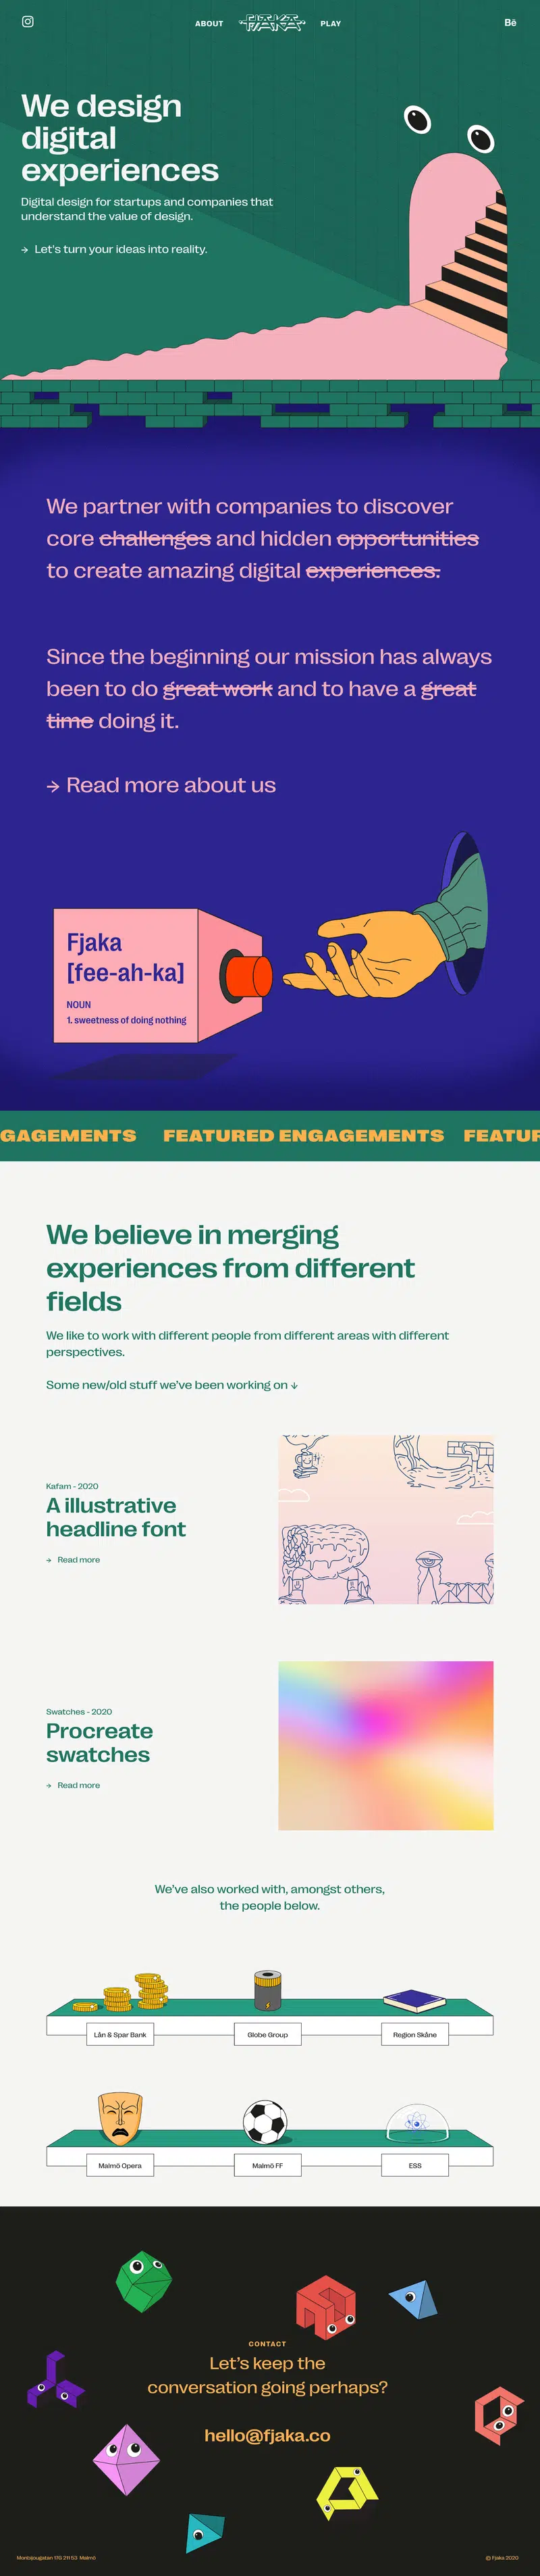 ABOUT
FJAKA
PLAY
Bē
We design
digital
experiences
Digital design for startups and companies that
understand the value of design.
→ Let's turn your ideas into reality.
We partner with companies to discover
core challenges and hidden opportunities
to create amazing digital experiences.
Since the beginning our mission has always
been to do great work and to have a great
time doing it.
→ Read more about us
Fjaka
[fee-ah-ka]
NOUN
1. sweetness of doing nothing
GAGEMENTS FEATURED ENGAGEMENTS FEATUR
We believe in merging
experiences from different
fields
We like to work with different people from different areas with different
perspectives.
Some new/old stuff we've been working on ↓
Kafam - 2020
A illustrative
headline font
→ Read more
Swatches - 2020
Procreate
swatches
→ Read more
We've also worked with, amongst others,
the people below.
Lån & Spar Bank
Globe Group
Region Skåne
Malmö Opera
Malmö FF
ESS
CONTACT
Let's keep the
conversation going perhaps?
hello@fjaka.co
Monbijougatan 17G 211 53 Malmö
© Fjaka 2020